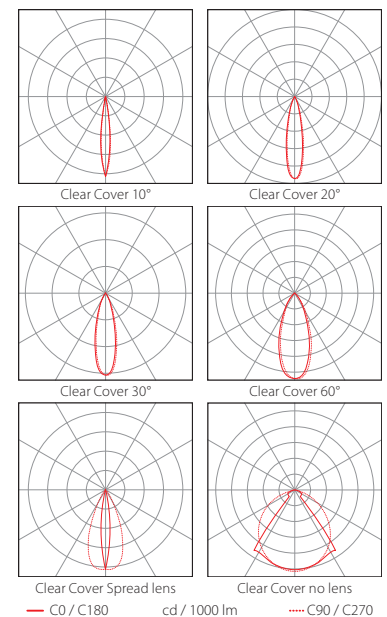 Clear Cover 10°
Clear Cover 20°
Clear Cover 30°
Clear Cover 60°
Clear Cover Spread lens
Clear Cover no lens
C0 / C180
cd / 1000 lm
C90 / C270